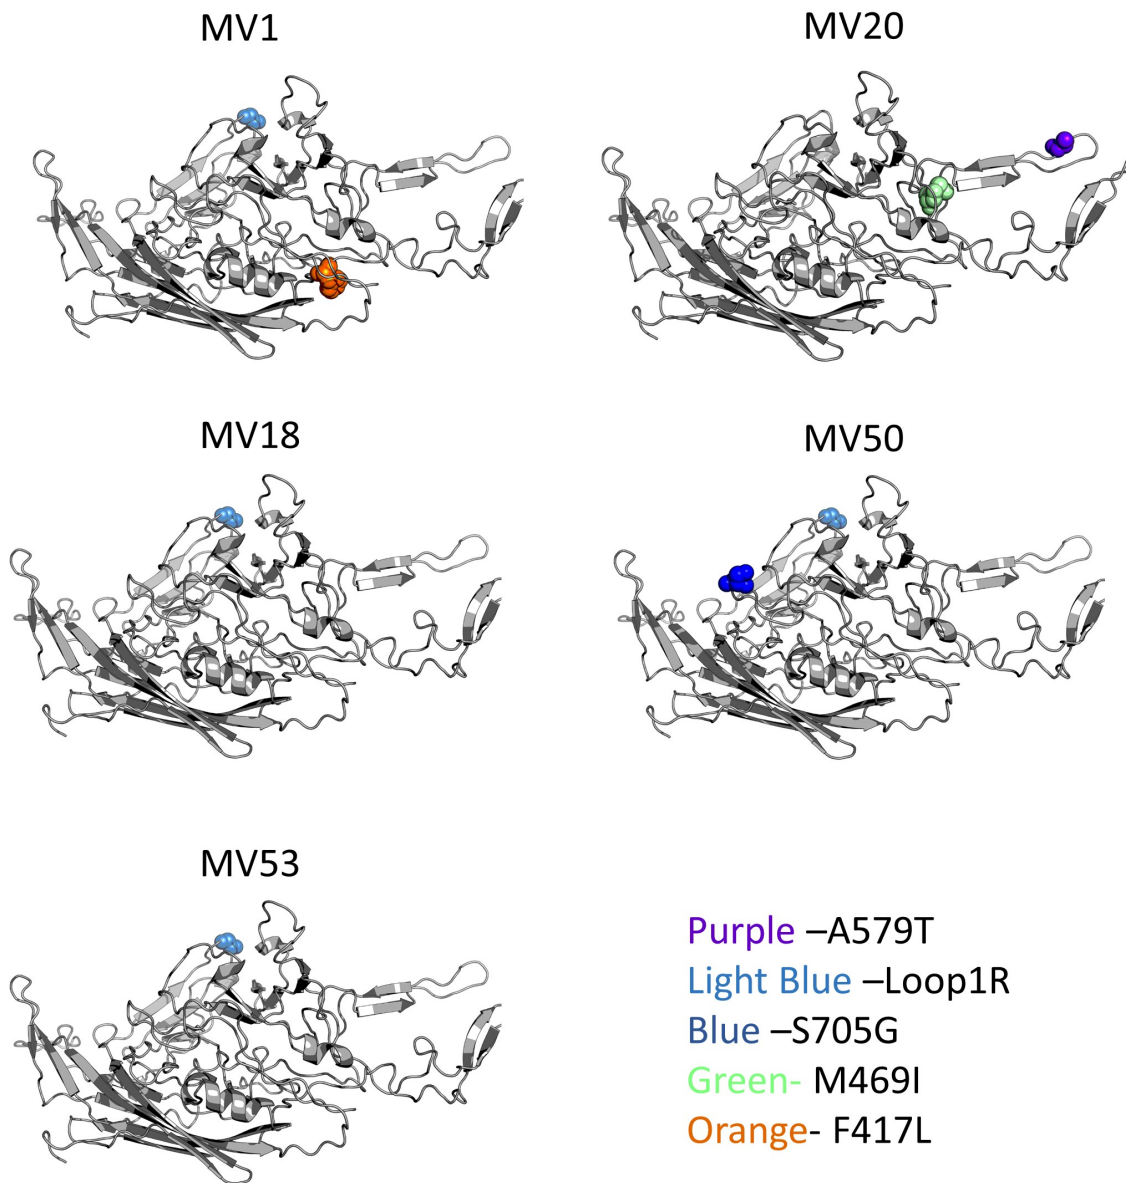 MV1
MV20
MV18
MV50
MV53
Purple –A579T
Light Blue –Loop1R
Blue –S705G
Green- M469I
Orange- F417L